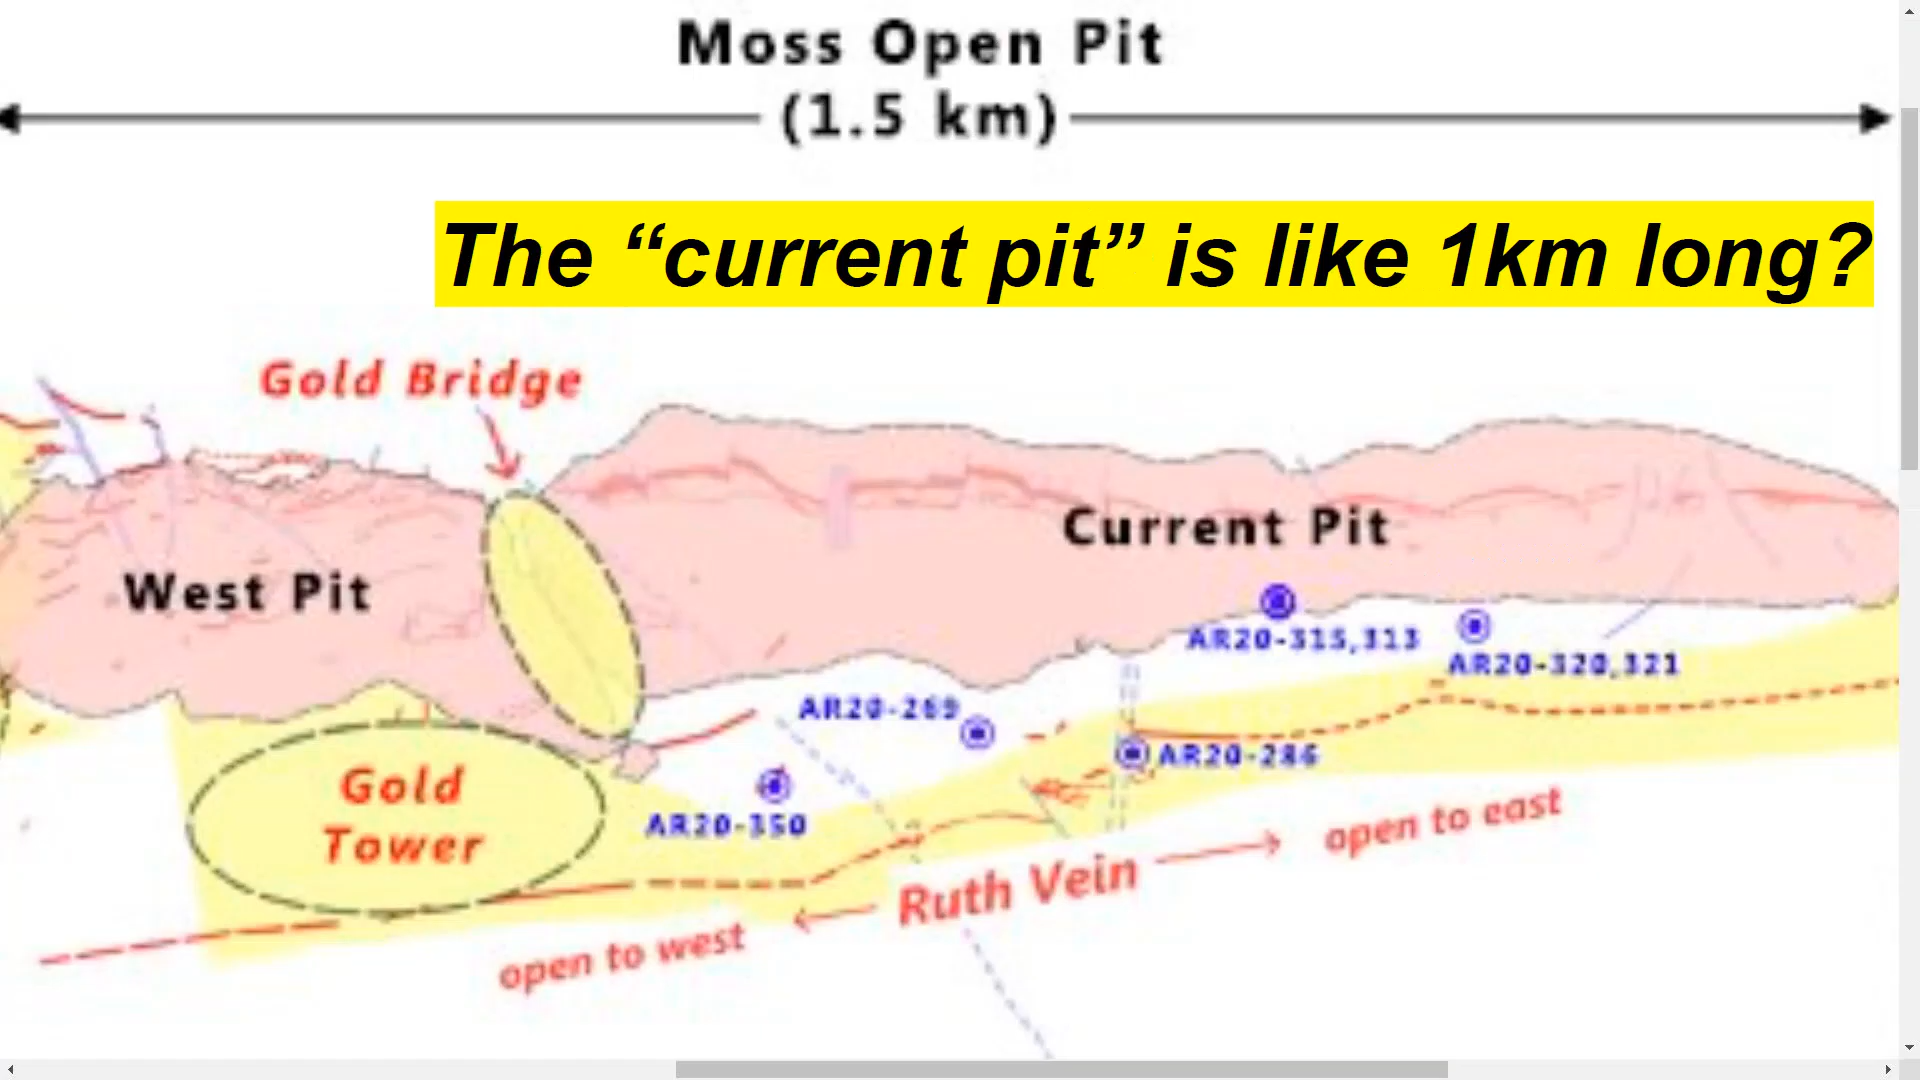 Moss Open Pit
(1.5 km)
The “current pit” is like 1km long?
Gold Bridge
Current Pit
West Pit
AR20-315,313
AR20-320,321
AR20-269
AR20-286
Gold
Tower
AR20-350
open to east
Ruth Vein
open to west